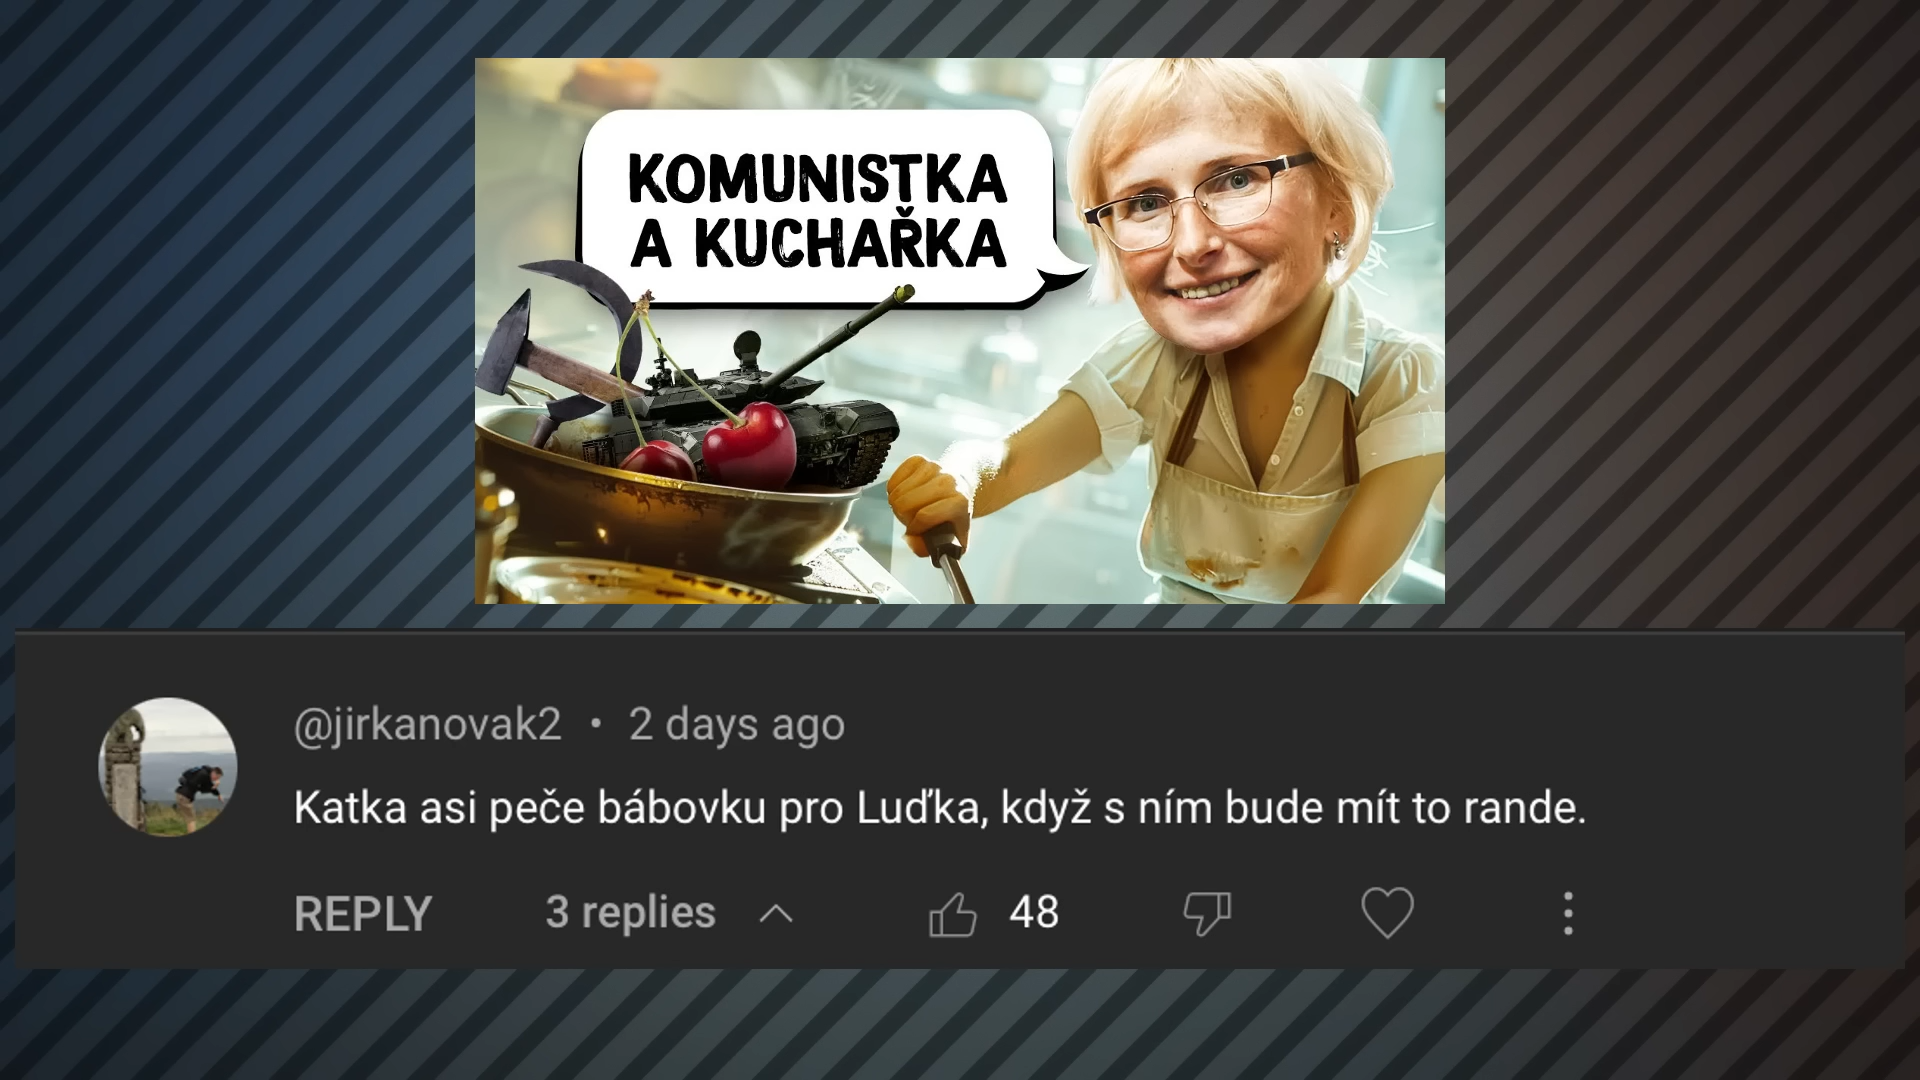 KOMUNISTKA
A KUCHAŘKA
@jirkanovak2 • 2 days ago
Katka asi peče bábovku pro Luďka, když s ním bude mít to rande.
REPLY 3 replies 48